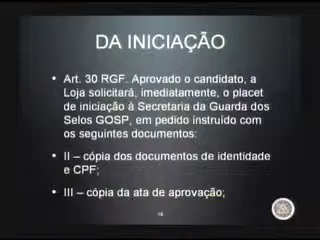 DA INICIAÇÃO
• Art. 30 RGF. Aprovado o candidato, a
Loja solicitará, imediatamente, o placet
de iniciação à Secretaria da Guarda dos
Selos GOSP, em pedido instruído com
os seguintes documentos:
• II – cópia dos documentos de identidade
e CPF;
• III – cópia da ata de aprovação;